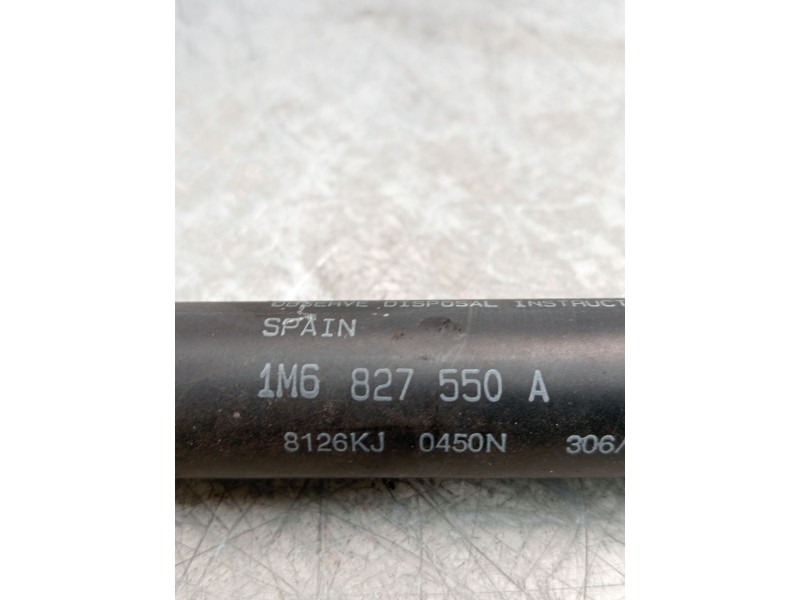 OBSERVE DISPOSAL INSTRUCT
SPAIN
1M6 827 550 A
8126KJ 0450N 306/